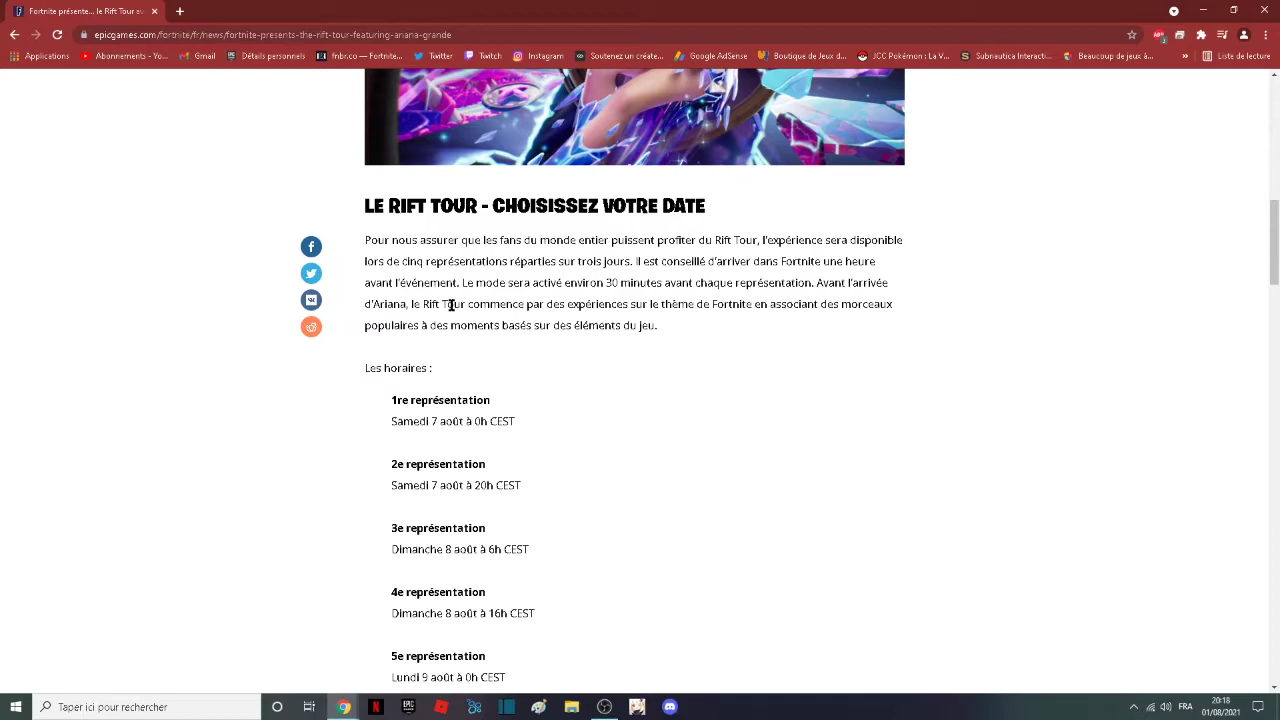 Fortnite présente... le Rift Tour au
epicgames.com/fortnite/fr/news/fortnite-presents-the-rift-tour-featuring-ariana-grande
Applications
Abonnements - Yo...
Gmail
Détails personnels
fnbr.co — Fortnite...
Twitter
Twitch
Instagram
Soutenez un créate...
Google AdSense
Boutique de Jeux d...
JCC Pokémon : La V...
Subnautica Interacti...
Beaucoup de jeux à...
»
Liste de lecture
LE RIFT TOUR - CHOISISSEZ VOTRE DATE
Pour nous assurer que les fans du monde entier puissent profiter du Rift Tour, l'expérience sera disponible
lors de cinq représentations réparties sur trois jours. Il est conseillé d'arriver dans Fortnite une heure
avant l'événement. Le mode sera activé environ 30 minutes avant chaque représentation. Avant l'arrivée
d'Ariana, le Rift Tour commence par des expériences sur le thème de Fortnite en associant des morceaux
populaires à des moments basés sur des éléments du jeu.
Les horaires :
1re représentation
Samedi 7 août à 0h CEST
2e représentation
Samedi 7 août à 20h CEST
3e représentation
Dimanche 8 août à 6h CEST
4e représentation
Dimanche 8 août à 16h CEST
5e représentation
Lundi 9 août à 0h CEST
Taper ici pour rechercher
FRA
20:18
01/08/2021